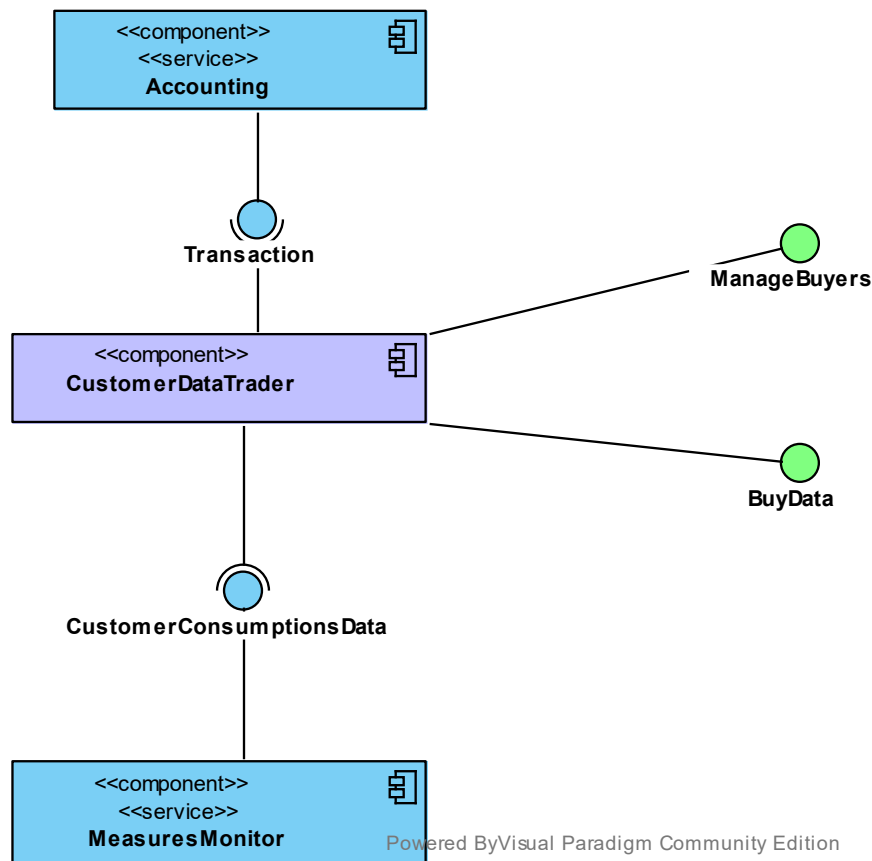 <<component>>
<<service>>
Accounting
Transaction
ManageBuyers
<<component>>
CustomerDataTrader
BuyData
CustomerConsumptionsData
<<component>>
<<service>>
MeasuresMonitor
Powered ByVisual Paradigm Community Edition